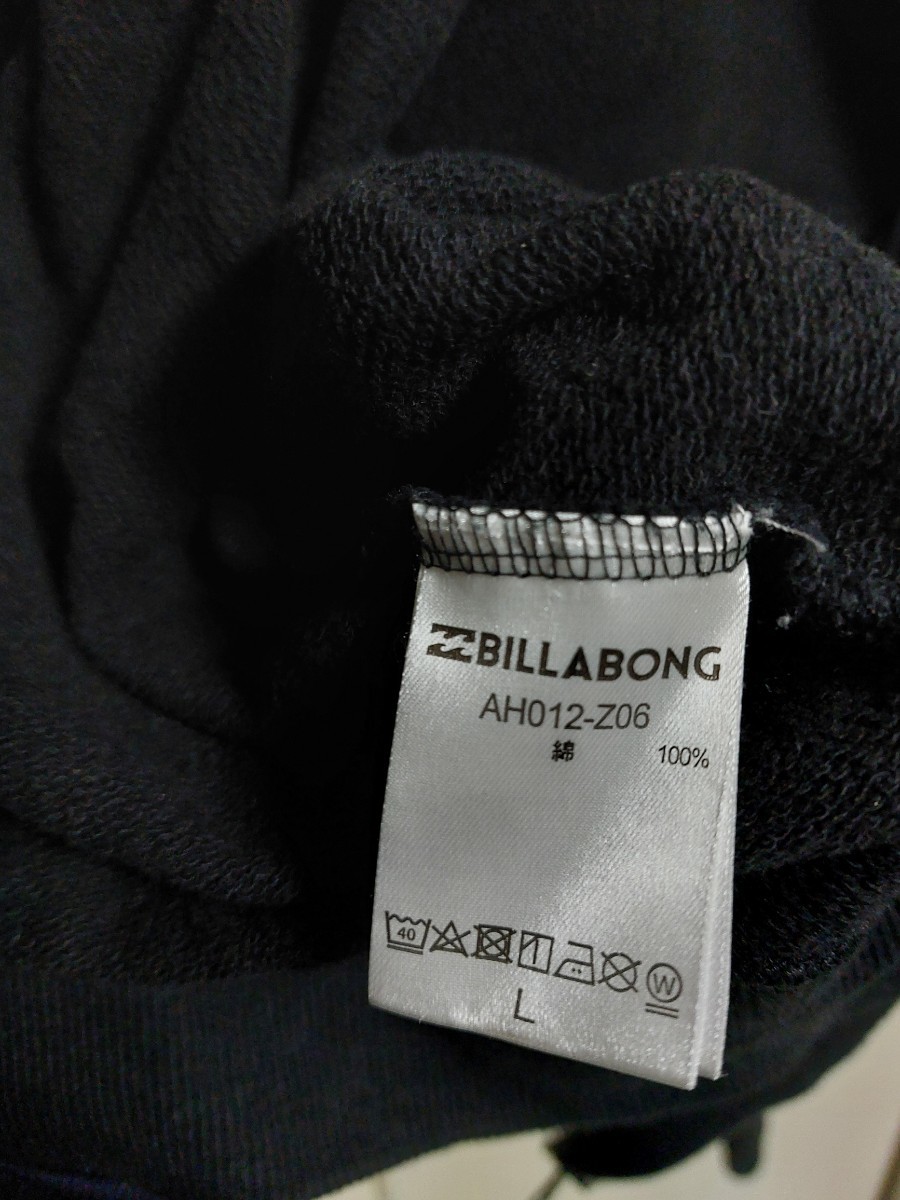 BILLABONG
AH012-Z06
綿 100%
40 W
L